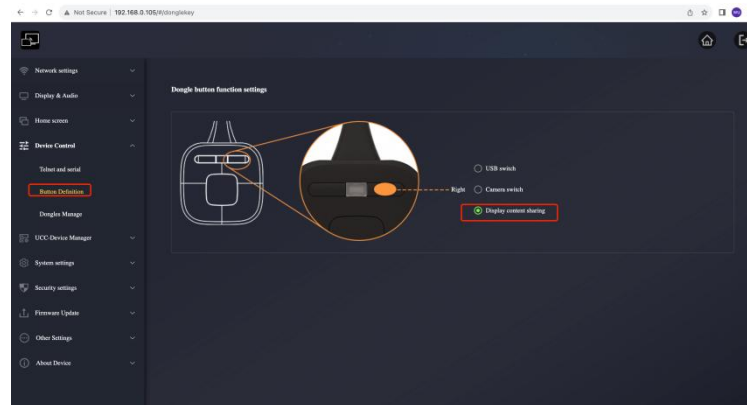 Not Secure | 192.168.0.105/#/donglekey
Network settings
Display & Audio
Home screen
Device Control
Telnet and serial
Button Definition
Dongles Manage
UCC-Device Manager
System settings
Security settings
Firmware Update
Other Settings
About Device
Dongle button function settings
USB switch
Right
Camera switch
Display content sharing